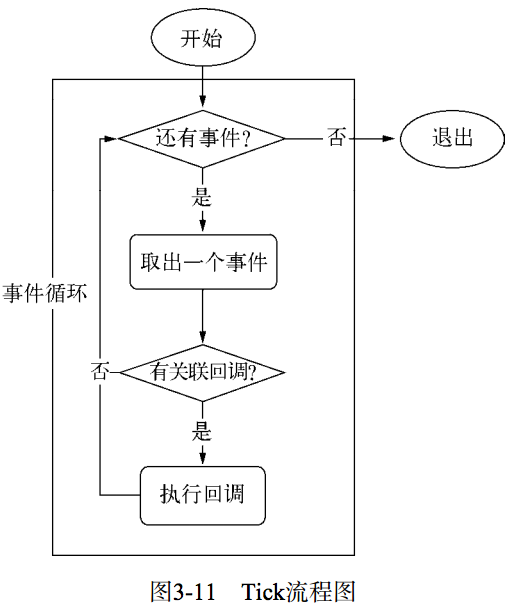 开始
还有事件?
否
退出
是
取出一个事件
事件循环
有关联回调?
否
是
执行回调
图3-11 Tick流程图